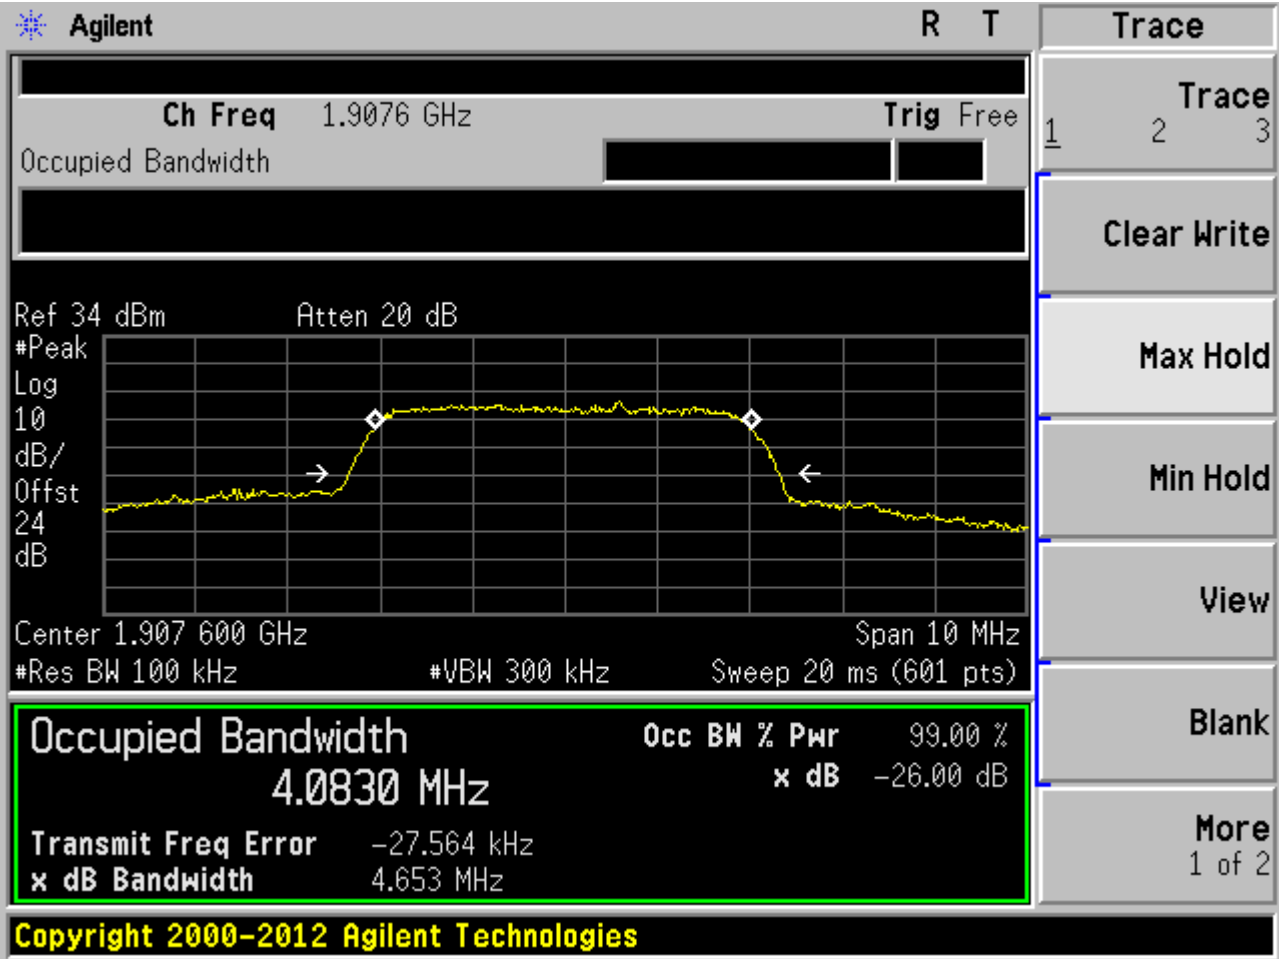 Agilent R T Trace
Ch Freq 1.9076 GHz Trig Free
Occupied Bandwidth
Trace
1 2 3
Clear Write
Max Hold
Min Hold
View
Blank
More
1 of 2
Ref 34 dBm Atten 20 dB
#Peak
Log
10
dB/
Offst
24
dB
Center 1.907 600 GHz Span 10 MHz
#Res BW 100 kHz #VBW 300 kHz Sweep 20 ms (601 pts)
Occupied Bandwidth Occ BW % Pwr 99.00 %
4.0830 MHz x dB -26.00 dB
Transmit Freq Error -27.564 kHz
x dB Bandwidth 4.653 MHz
Copyright 2000-2012 Agilent Technologies